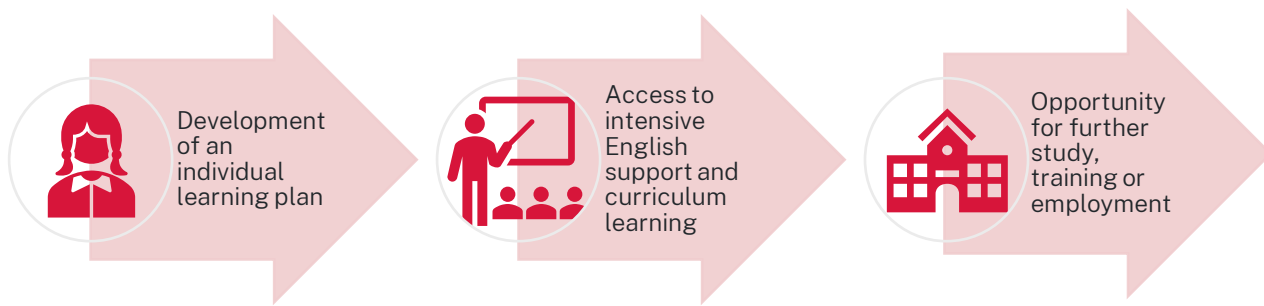 Development
of an
individual
learning plan
Access to
intensive
English
support and
curriculum
learning
Opportunity
for further
study,
training or
employment